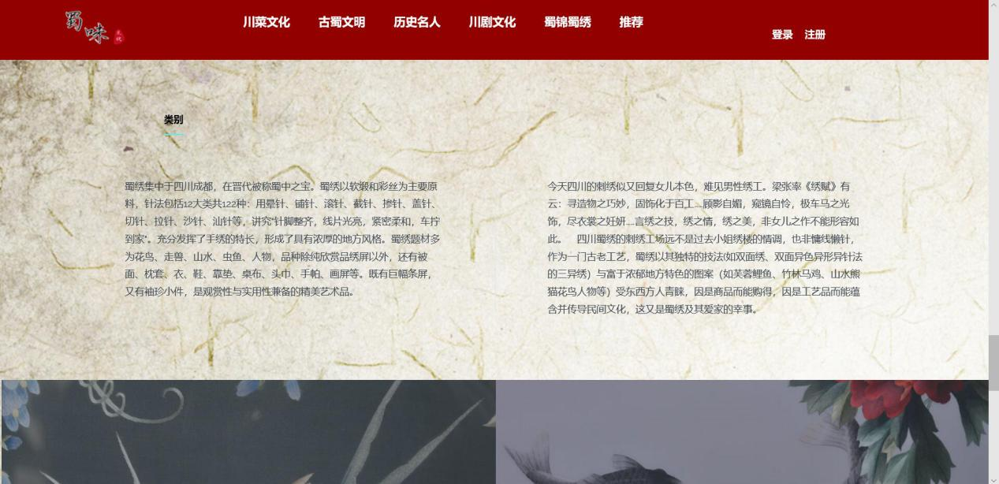 蜀味
川菜文化 古蜀文明 历史名人 川剧文化 蜀锦蜀绣 推荐
登录 注册
类别
蜀绣集中于四川成都，在晋代被称蜀中之宝。蜀绣以软缎和彩丝为主要原
料，针法包括12大类共122种：用晕针、铺针、滚针、截针、掺针、盖针、
切针、拉针、沙针、汕针等，讲究“针脚整齐，线片光亮，紧密柔和，车拧
到家”。充分发挥了手绣的特长，形成了具有浓厚的地方风格。蜀绣题材多
为花鸟、走兽、山水、虫鱼、人物，品种除纯欣赏品绣屏以外，还有被
面、枕套、衣、鞋、靠垫、桌布、头巾、手帕、画屏等。既有巨幅条屏，
又有袖珍小件，是观赏性与实用性兼备的精美艺术品。
今天四川的刺绣似又回复女儿本色，难见男性绣工。梁张率《绣赋》有
云：寻造物之巧妙，固饰化于百工....顾影自媚，窥镜自怜，极车马之光
饰，尽衣裳之妊妍....言绣之技，绣之情，绣之美，非女儿之作不能形容如
此。 四川蜀绣的刺绣工场远不是过去小姐绣楼的情调，也非慵线懒针，
作为一门古老工艺，蜀绣以其独特的技法(如双面绣、双面异色异形异针法
的三异绣）与富于浓郁地方特色的图案（如芙蓉鲤鱼、竹林马鸡、山水熊
猫花鸟人物等）受东西方人青睐，因是商品而能购得，因是工艺品而能蕴
含并传导民间文化，这又是蜀绣及其爱家的幸事。